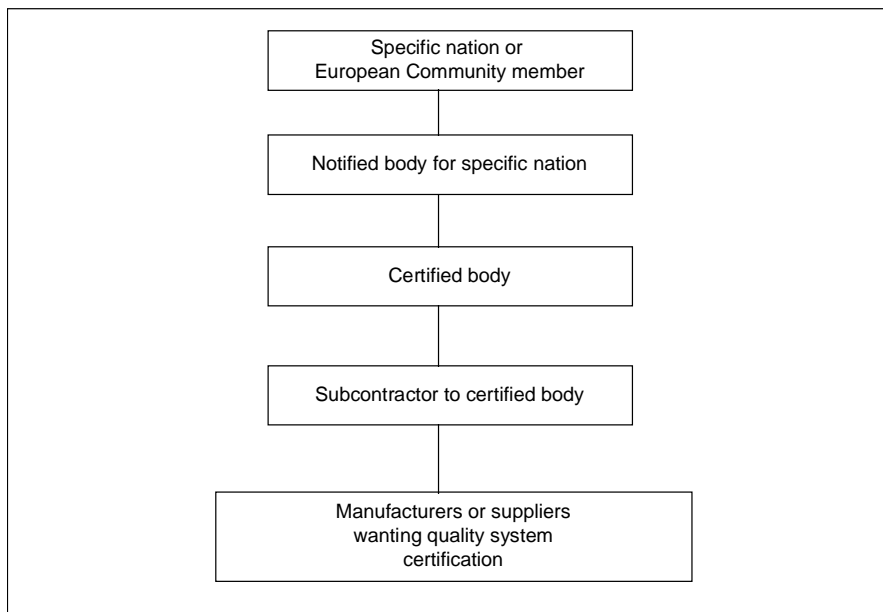 Specific nation or
European Community member
Notified body for specific nation
Certified body
Subcontractor to certified body
Manufacturers or suppliers
wanting quality system
certification